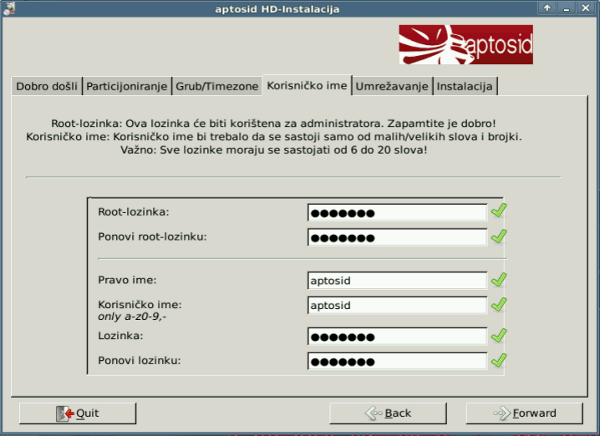 aptosid HD-Instalacija
aptosid
Dobro došli Particijoniranje Grub/Timezone Korisničko ime Umrežavanje Instalacija
Root-lozinka: Ova lozinka će biti korištena za administratora. Zapamtite je dobro!
Korisničko ime: Korisničko ime bi trebalo da se sastoji samo od malih/velikih slova i brojki.
Važno: Sve lozinke moraju se sastojati od 6 do 20 slova!
Root-lozinka: ●●●●●●●
Ponovi root-lozinku: ●●●●●●●
Pravo ime: aptosid
Korisničko ime: aptosid
only a-z0-9,-
Lozinka: ●●●●●●●
Ponovi lozinku: ●●●●●●●
Quit Back Forward